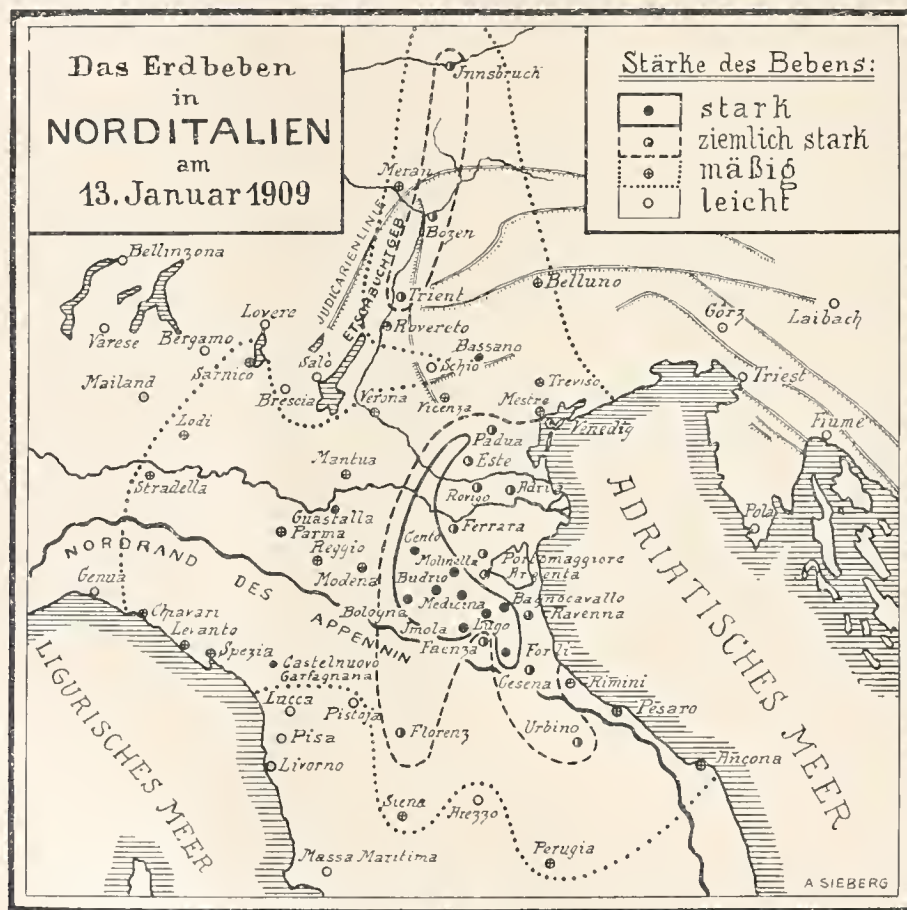 Das Erdbeben
in
NORDITALIEN
am
13. Januar 1909
Stärke des Bebens:
stark
ziemlich stark
mäßig
leicht
Innsbruch
Meran
Bozen
JUDICARIENLINIE
ETSCHBUCHTGEB
Bellinzona
Trient
Belluno
Görz
Laibach
Lovere
Rovereto
Varese
Bergamo
Bassano
Schio
Sarnico
Salò
Triest
Mailand
Brescia
Verona
Vicenza
Treviso
Mestre
Venedig
Fiume
Lodi
Padua
Este
Mantua
Stradella
Rovigo
Adria
Pola
Guastalla
Parma
Ferrara
Reggio
Cento
Modena
Molinella
Portomaggiore
Argenta
Budrio
NORDRAND DES APPENNIN
Genua
Medicina
Bagnocavallo
Bologna
Lugo
Ravenna
Chiavari
Imola
Levanto
Faenza
Forli
Spezia
Castelnuovo
Garfagnana
Cesena
Rimini
Lucca
Pistoja
Pesaro
Pisa
Florenz
Urbino
Livorno
Ancona
Siena
Arezzo
Massa Maritima
Perugia
LIGURISCHES MEER
ADRIATISCHES MEER
A SIEBERG